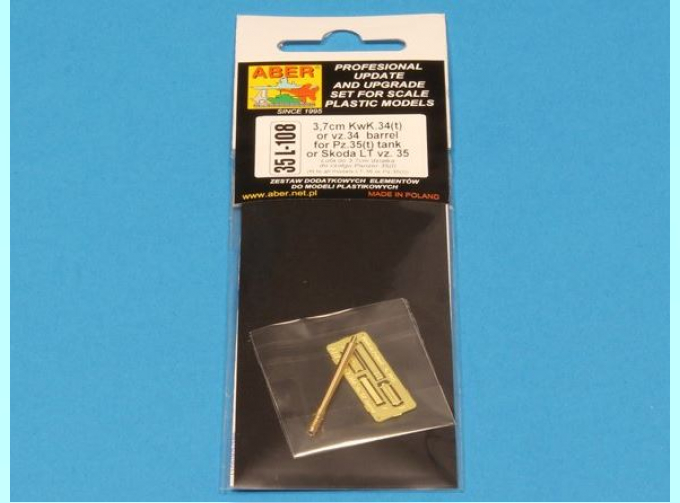 ABER
SINCE 1995
PROFESIONAL
UPDATE
AND UPGRADE
SET FOR SCALE
PLASTIC MODELS
35 L-108
3,7cm KwK.34(t)
or vz.34 barrel
for Pz.35(t) tank
or Skoda LT vz. 35
ZESTAW DODATKOWYCH ELEMENTÓW
DO MODELI PLASTIKOWYCH
www.aber.net.pl
MADE IN POLAND